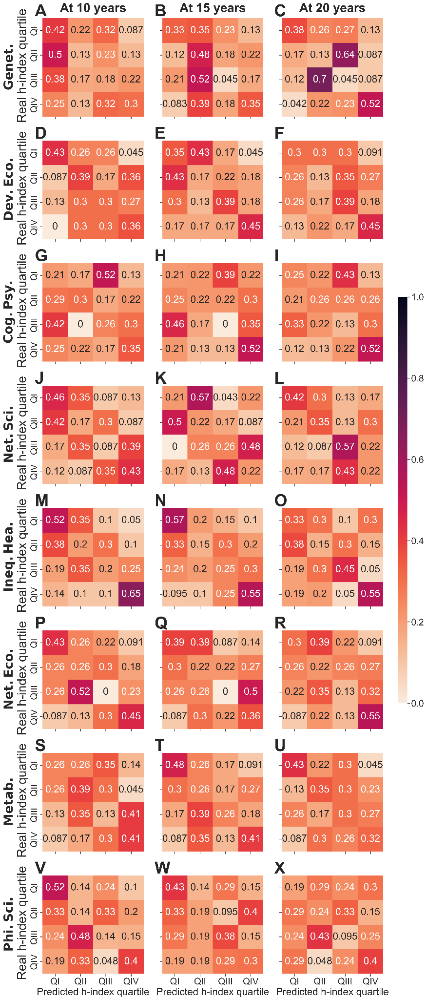 At 10 years At 15 years At 20 years
A B C
Genet.
Real h-index quartile
QI 0.42 0.22 0.32 0.087 0.33 0.35 0.23 0.13 0.38 0.26 0.27 0.13
QII 0.5 0.13 0.23 0.13 0.12 0.48 0.18 0.22 0.17 0.13 0.64 0.087
QIII 0.38 0.17 0.18 0.22 0.21 0.52 0.045 0.17 0.12 0.7 0.045 0.087
QIV 0.25 0.13 0.32 0.3 0.083 0.39 0.18 0.35 0.042 0.22 0.23 0.52
D E F
Dev. Eco.
Real h-index quartile
QI 0.43 0.26 0.26 0.045 0.35 0.43 0.17 0.045 0.3 0.3 0.3 0.091
QII 0.087 0.39 0.17 0.36 0.43 0.17 0.22 0.18 0.26 0.13 0.35 0.27
QIII 0.13 0.3 0.3 0.27 0.3 0.13 0.39 0.18 0.26 0.17 0.39 0.18
QIV 0 0.3 0.3 0.36 0.17 0.17 0.17 0.45 0.13 0.22 0.17 0.45
G H I
Cog. Psy.
Real h-index quartile
QI 0.21 0.17 0.52 0.13 0.21 0.22 0.39 0.22 0.25 0.22 0.43 0.13
QII 0.29 0.3 0.17 0.22 0.25 0.22 0.22 0.3 0.21 0.26 0.26 0.26
QIII 0.42 0 0.26 0.3 0.46 0.17 0 0.35 0.33 0.22 0.13 0.3
QIV 0.25 0.22 0.17 0.35 0.21 0.13 0.13 0.52 0.12 0.13 0.22 0.52
J K L
Net. Sci.
Real h-index quartile
QI 0.46 0.35 0.087 0.13 0.21 0.57 0.043 0.22 0.42 0.3 0.13 0.17
QII 0.42 0.17 0.3 0.087 0.5 0.22 0.17 0.087 0.21 0.35 0.13 0.3
QIII 0.17 0.35 0.087 0.39 0 0.26 0.26 0.48 0.12 0.087 0.57 0.22
QIV 0.12 0.087 0.35 0.43 0.17 0.13 0.48 0.22 0.17 0.17 0.43 0.22
M N O
Ineq. Hea.
Real h-index quartile
QI 0.52 0.35 0.1 0.05 0.57 0.2 0.15 0.1 0.33 0.3 0.1 0.3
QII 0.38 0.2 0.3 0.1 0.33 0.15 0.3 0.2 0.38 0.15 0.3 0.15
QIII 0.19 0.35 0.2 0.25 0.24 0.2 0.25 0.3 0.19 0.3 0.45 0.05
QIV 0.14 0.1 0.1 0.65 0.095 0.1 0.25 0.55 0.19 0.2 0.05 0.55
P Q R
Net. Eco.
Real h-index quartile
QI 0.43 0.26 0.22 0.091 0.39 0.39 0.087 0.14 0.3 0.39 0.22 0.091
QII 0.26 0.26 0.3 0.18 0.3 0.22 0.22 0.27 0.26 0.22 0.26 0.27
QIII 0.26 0.52 0 0.23 0.26 0.26 0 0.5 0.22 0.35 0.13 0.32
QIV 0.087 0.13 0.3 0.45 0.087 0.3 0.22 0.36 0.087 0.22 0.13 0.55
S T U
Metab.
Real h-index quartile
QI 0.26 0.26 0.35 0.14 0.48 0.26 0.17 0.091 0.43 0.22 0.3 0.045
QII 0.26 0.39 0.3 0.045 0.3 0.26 0.17 0.27 0.13 0.35 0.3 0.23
QIII 0.13 0.35 0.13 0.41 0.17 0.39 0.26 0.18 0.26 0.17 0.3 0.27
QIV 0.087 0.17 0.3 0.41 0.087 0.35 0.13 0.41 0.087 0.3 0.26 0.32
V W X
Phi. Sci.
Real h-index quartile
QI 0.52 0.14 0.24 0.1 0.43 0.14 0.29 0.15 0.19 0.29 0.24 0.3
QII 0.33 0.14 0.33 0.2 0.33 0.19 0.095 0.4 0.29 0.24 0.33 0.15
QIII 0.24 0.48 0.14 0.15 0.29 0.19 0.38 0.15 0.24 0.43 0.095 0.25
QIV 0.19 0.33 0.048 0.4 0.19 0.19 0.29 0.3 0.29 0.048 0.24 0.4
QI QII QIII QIV QI QII QIII QIV QI QII QIII QIV
Predicted h-index quartile Predicted h-index quartile Predicted h-index quartile
1.0
0.8
0.6
0.4
0.2
0.0